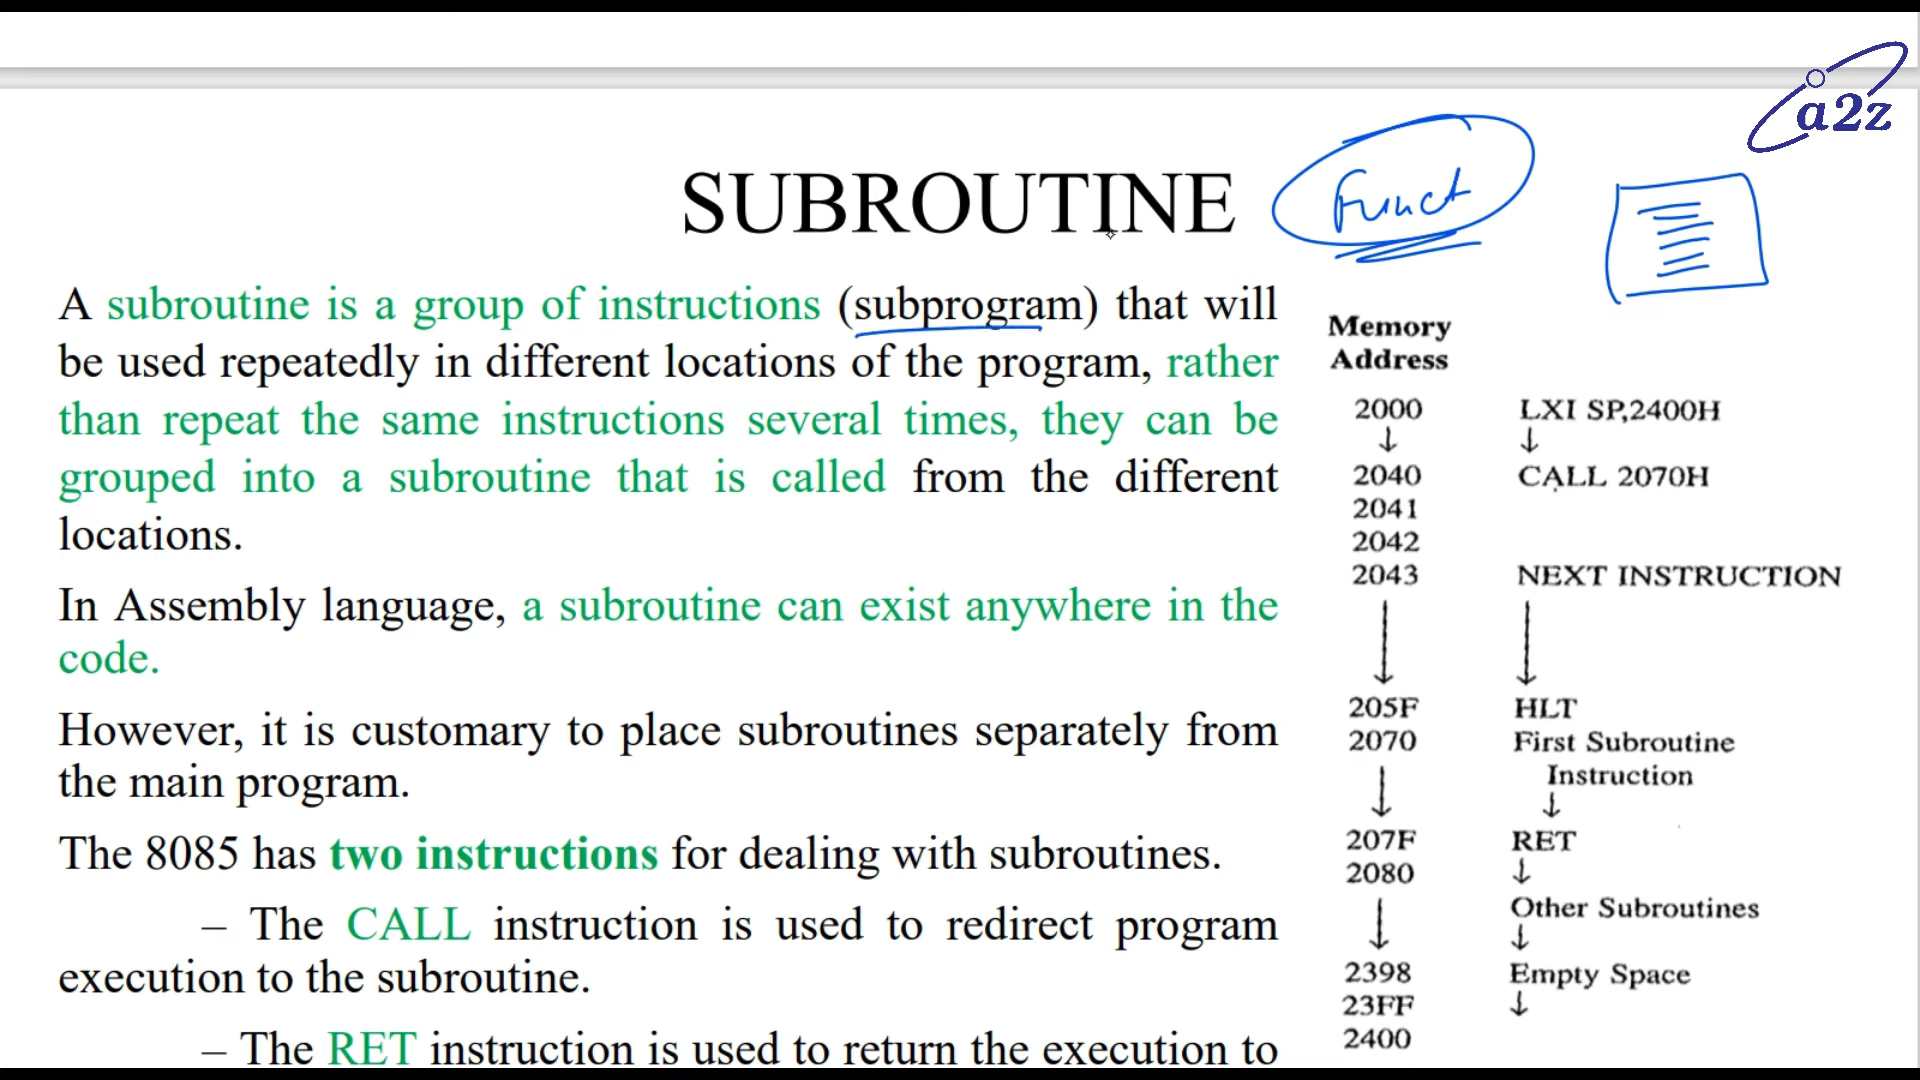 a2z
SUBROUTINE
Funct
A subroutine is a group of instructions (subprogram) that will
be used repeatedly in different locations of the program, rather
than repeat the same instructions several times, they can be
grouped into a subroutine that is called from the different
locations.
In Assembly language, a subroutine can exist anywhere in the
code.
However, it is customary to place subroutines separately from
the main program.
The 8085 has two instructions for dealing with subroutines.
– The CALL instruction is used to redirect program
execution to the subroutine.
– The RET instruction is used to return the execution to
Memory
Address
2000 LXI SP,2400H
↓ ↓
2040 CALL 2070H
2041
2042
2043 NEXT INSTRUCTION
↓ ↓
205F HLT
2070 First Subroutine
↓ Instruction
↓
207F RET
2080 ↓
↓ Other Subroutines
↓
2398 Empty Space
23FF ↓
2400